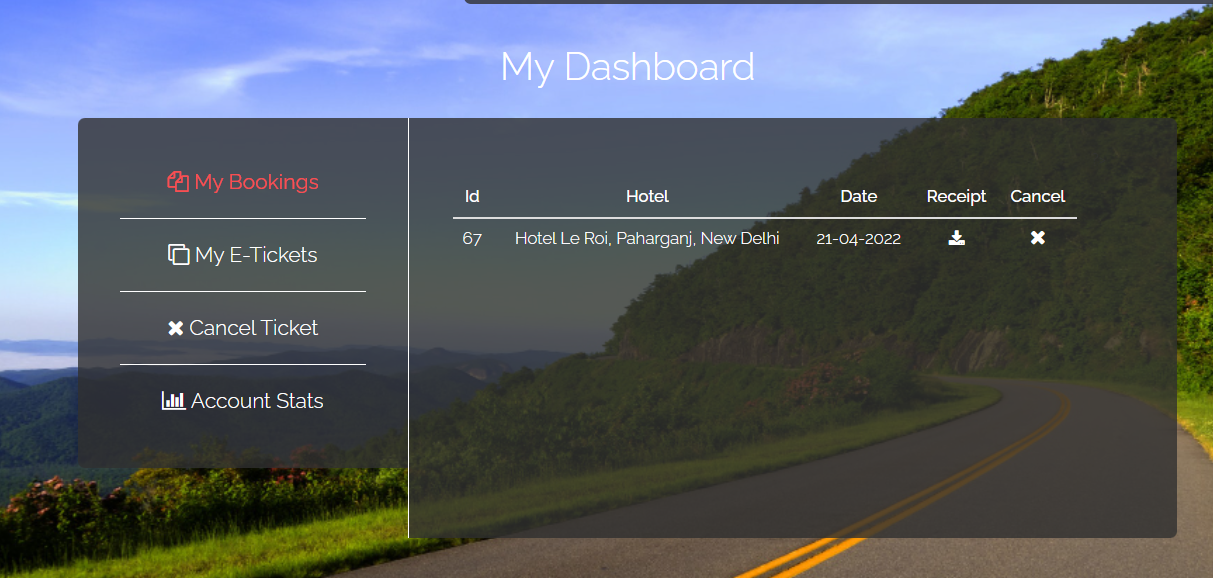 My Dashboard
My Bookings
My E-Tickets
Cancel Ticket
Account Stats
Id Hotel Date Receipt Cancel
67 Hotel Le Roi, Paharganj, New Delhi 21-04-2022